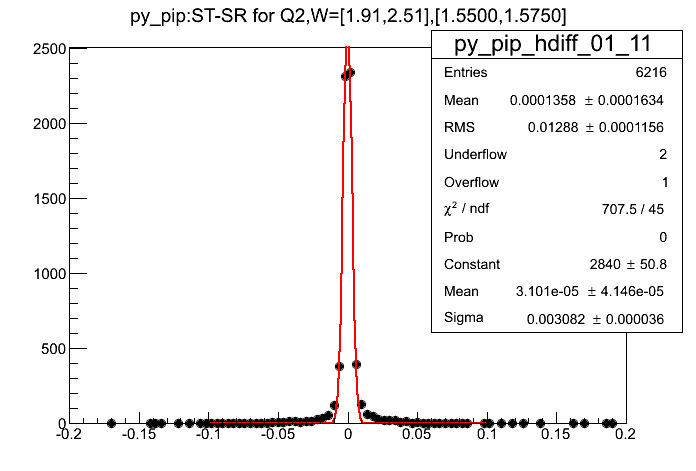 py_pip:ST-SR for Q2,W=[1.91,2.51],[1.5500,1.5750]
py_pip_hdiff_01_11
Entries 6216
Mean 0.0001358 ± 0.0001634
RMS 0.01288 ± 0.0001156
Underflow 2
Overflow 1
χ² / ndf 707.5 / 45
Prob 0
Constant 2840 ± 50.8
Mean 3.101e-05 ± 4.146e-05
Sigma 0.003082 ± 0.000036
2500
2000
1500
1000
500
0
-0.2 -0.15 -0.1 -0.05 0 0.05 0.1 0.15 0.2